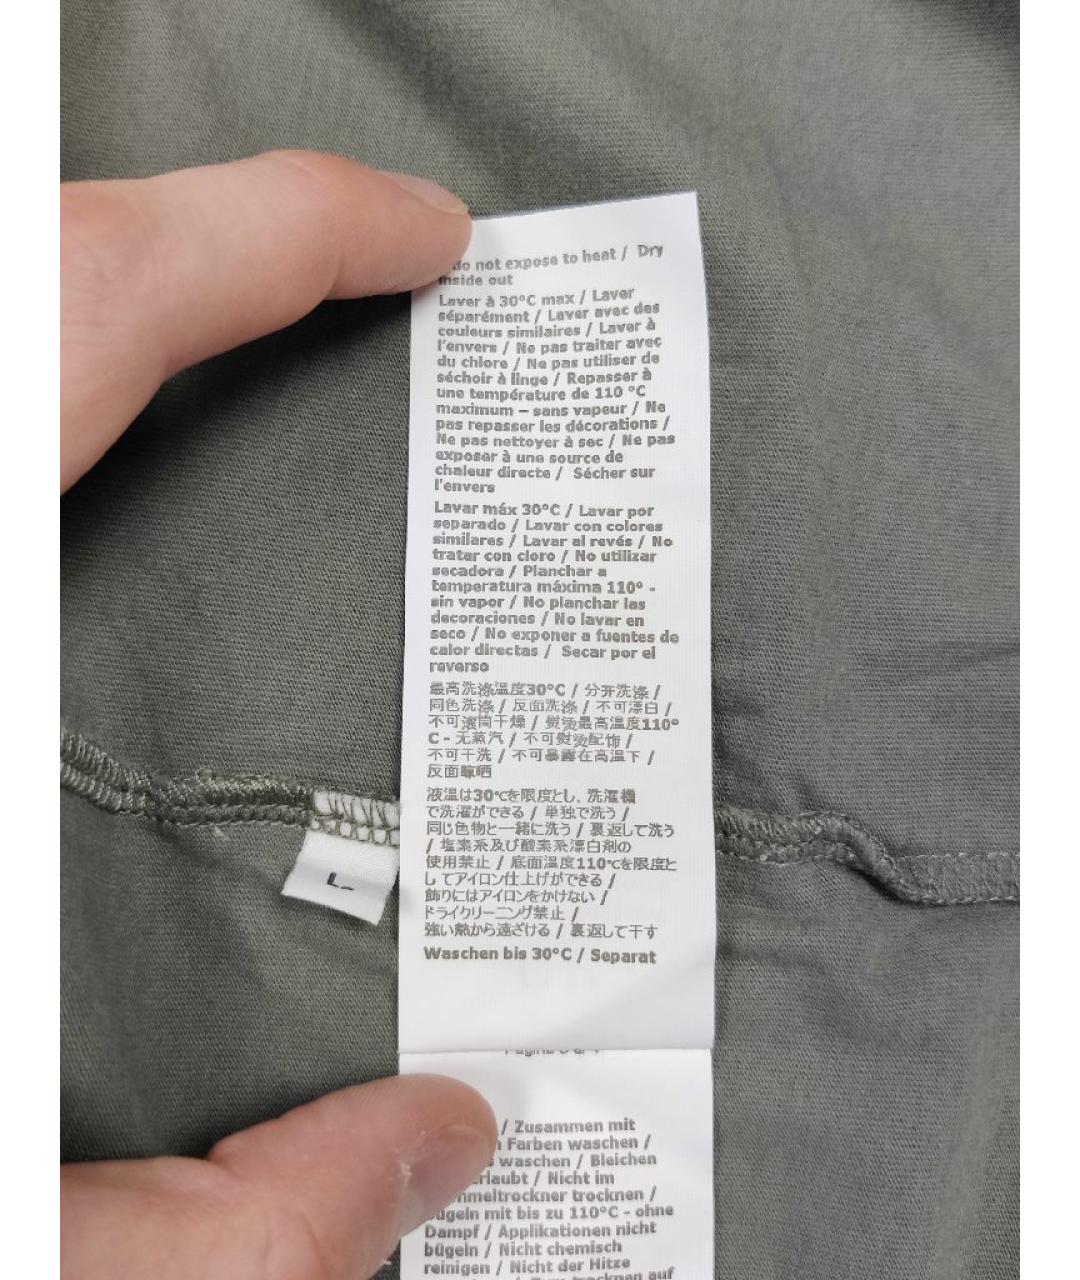 do not expose to heat / Dry
inside out
Laver à 30°C max / Laver
séparément / Laver avec des
couleurs similaires / Laver à
l'envers / Ne pas traiter avec
du chlore / Ne pas utiliser de
séchoir à linge / Repasser à
une température de 110 °C
maximum – sans vapeur / Ne
pas repasser les décorations /
Ne pas nettoyer à sec / Ne pas
exposer à une source de
chaleur directe / Sécher sur
l'envers
Lavar máx 30°C / Lavar por
separado / Lavar con colores
similares / Lavar al revés / No
tratar con cloro / No utilizar
secadora / Planchar a
temperatura máxima 110° -
sin vapor / No planchar las
decoraciones / No lavar en
seco / No exponer a fuentes de
calor directas / Secar por el
reverso
最高洗涤温度30°C / 分开洗涤 /
同色洗涤 / 反面洗涤 / 不可漂白 /
不可滚筒干燥 / 熨烫最高温度110°
C - 无蒸汽 / 不可熨烫配饰 /
不可干洗 / 不可暴露在高温下 /
反面晾晒
液温は30℃を限度とし、洗濯機
で洗濯ができる / 単独で洗う /
同じ色物と一緒に洗う / 裏返して洗う
/ 塩素系及び酸素系漂白剤の
使用禁止 / 底面温度110℃を限度と
してアイロン仕上げができる /
飾りにはアイロンをかけない /
ドライクリーニング禁止 /
強い熱から遠ざける / 裏返して干す
Waschen bis 30°C / Separat
L
/ Zusammen mit
Farben waschen /
waschen / Bleichen
rlaubt / Nicht im
mmeltrockner trocknen /
ügeln mit bis zu 110°C - ohne
Dampf / Applikationen nicht
bügeln / Nicht chemisch
reinigen / Nicht der Hitze